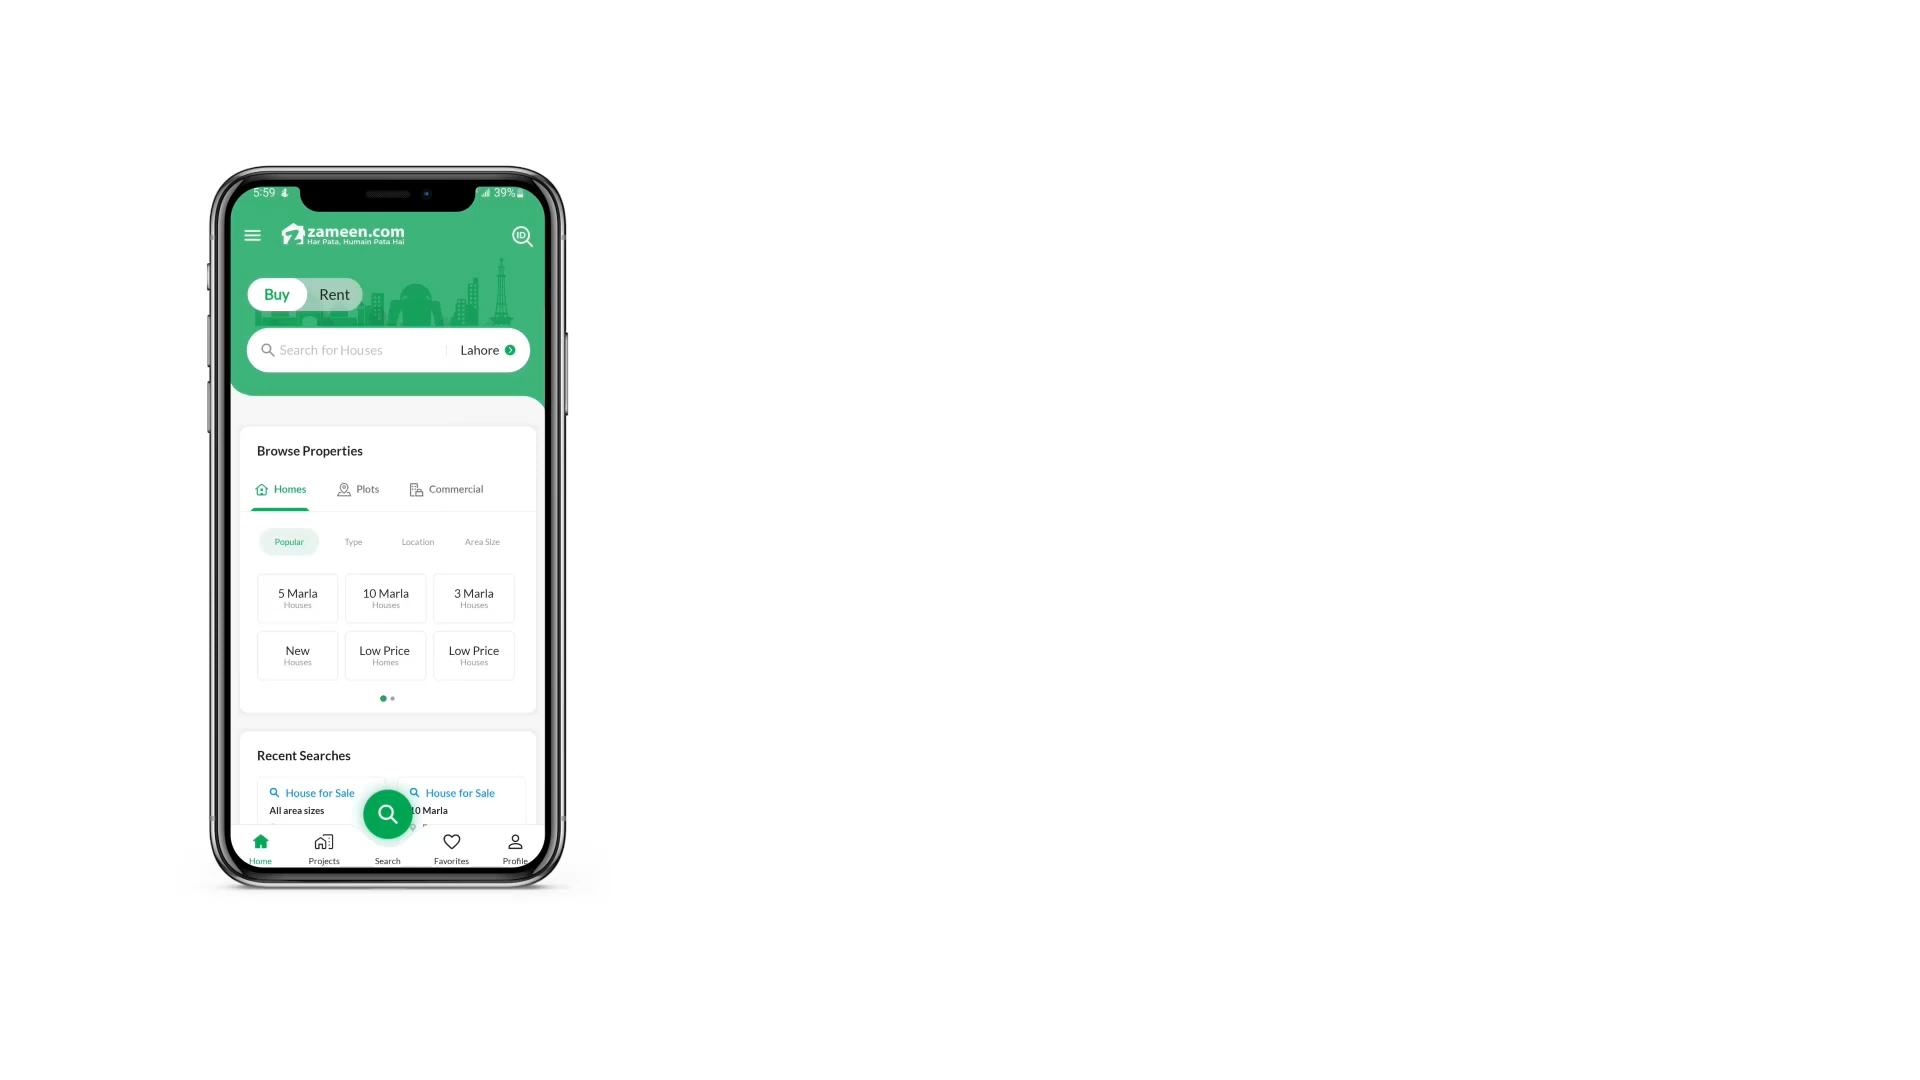 5:59
39%
zameen.com
Har Pata, Humain Pata Hai
ID
Buy Rent
Search for Houses Lahore
Browse Properties
Homes Plots Commercial
Popular Type Location Area Size
5 Marla 10 Marla 3 Marla
Houses Houses Houses
New Low Price Low Price
Houses Homes Houses
Recent Searches
House for Sale House for Sale
All area sizes 10 Marla
Home Projects Search Favorites Profile